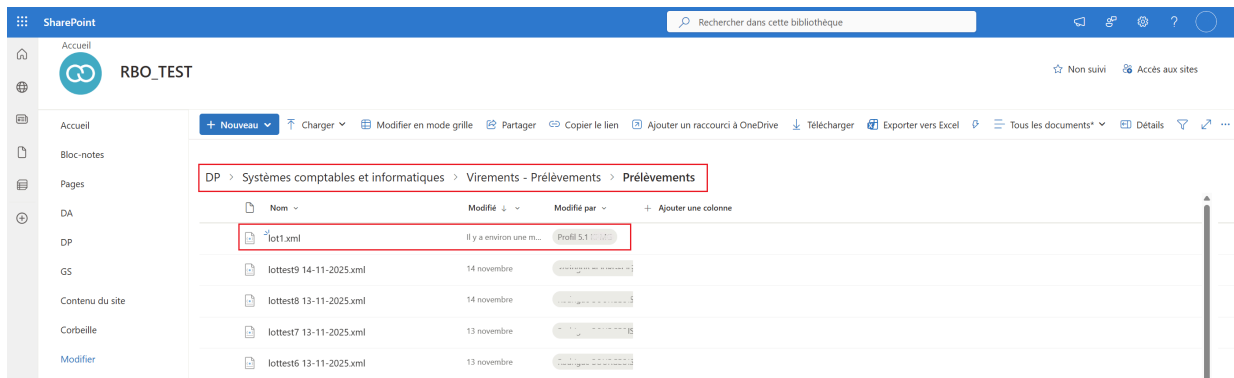 SharePoint
Rechercher dans cette bibliothèque
?
Accueil
RBO_TEST
Non suivi
Accès aux sites
+ Nouveau Charger Modifier en mode grille Partager Copier le lien Ajouter un raccourci à OneDrive Télécharger Exporter vers Excel Tous les documents* Détails ...
Accueil
Bloc-notes
Pages
DA
DP
GS
Contenu du site
Corbeille
Modifier
DP > Systèmes comptables et informatiques > Virements - Prélèvements > Prélèvements
Nom Modifié ↓ Modifié par + Ajouter une colonne
lot1.xml Il y a environ une m... Profil 5.1
lottest9 14-11-2025.xml 14 novembre
lottest8 13-11-2025.xml 14 novembre
lottest7 13-11-2025.xml 13 novembre
lottest6 13-11-2025.xml 13 novembre